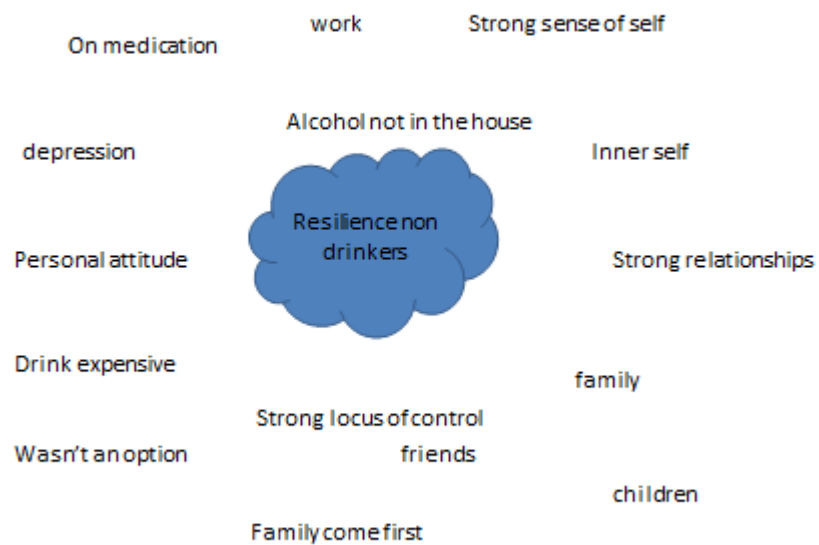 work
Strong sense of self
On medication
Alcohol not in the house
depression
Inner self
Resilience non
drinkers
Personal attitude
Strong relationships
Drink expensive
family
Strong locus of control
Wasn't an option
friends
children
Family come first